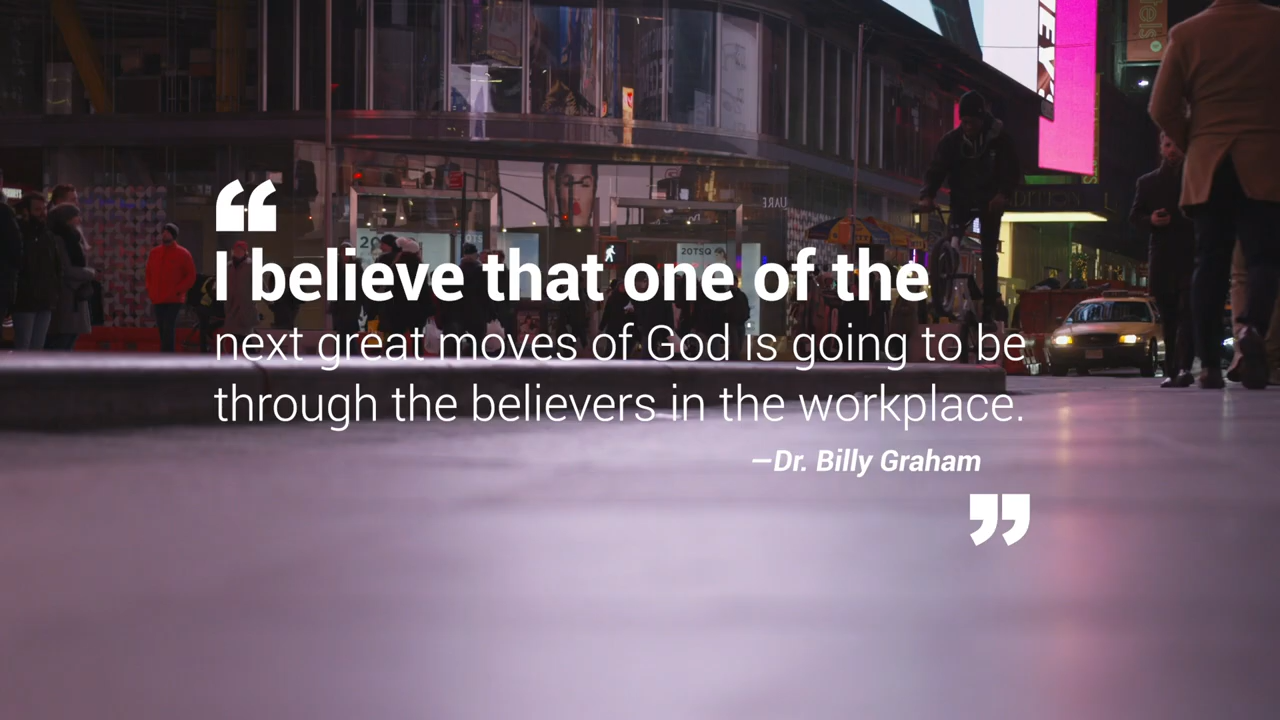 “
I believe that one of the
next great moves of God is going to be
through the believers in the workplace.
—Dr. Billy Graham
”
20TSQ